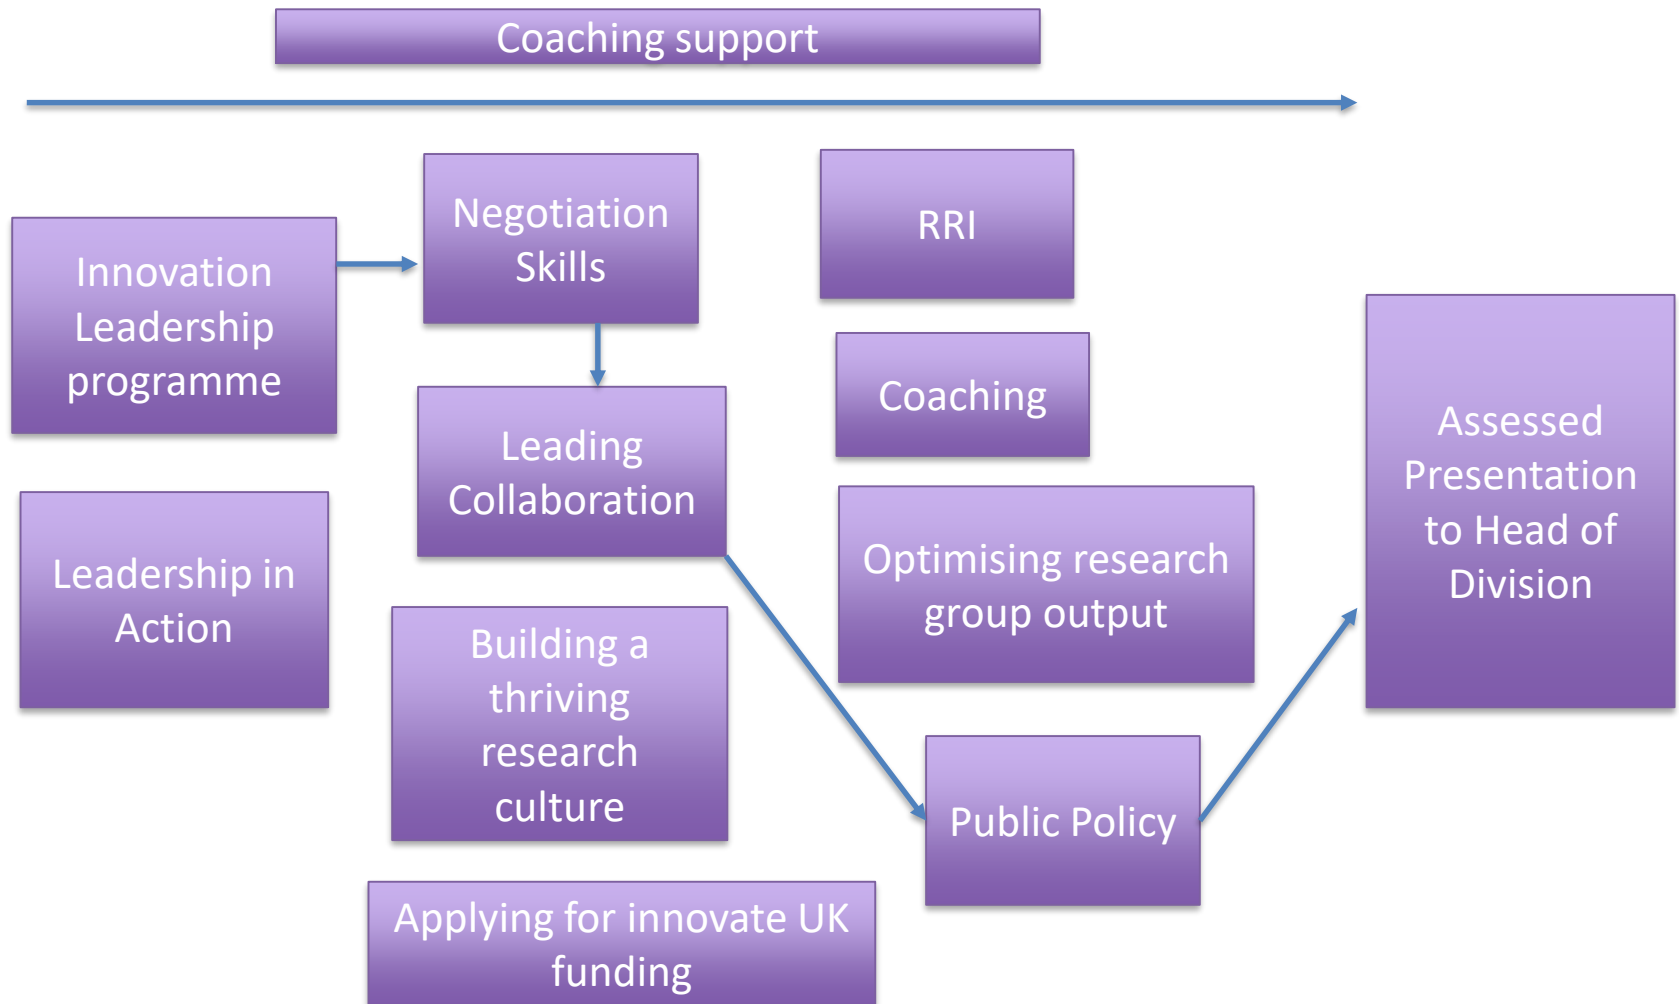 Coaching support
Innovation
Leadership
programme
Leadership in
Action
Negotiation
Skills
Leading
Collaboration
Building a
thriving
research
culture
Applying for innovate UK
funding
RRI
Coaching
Optimising research
group output
Public Policy
Assessed
Presentation
to Head of
Division